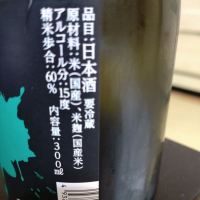 品目：日本酒 要冷蔵
原材料：米（国産）、米麹（国産米）
アルコール分：15度
精米歩合：60％ 内容量：300ml